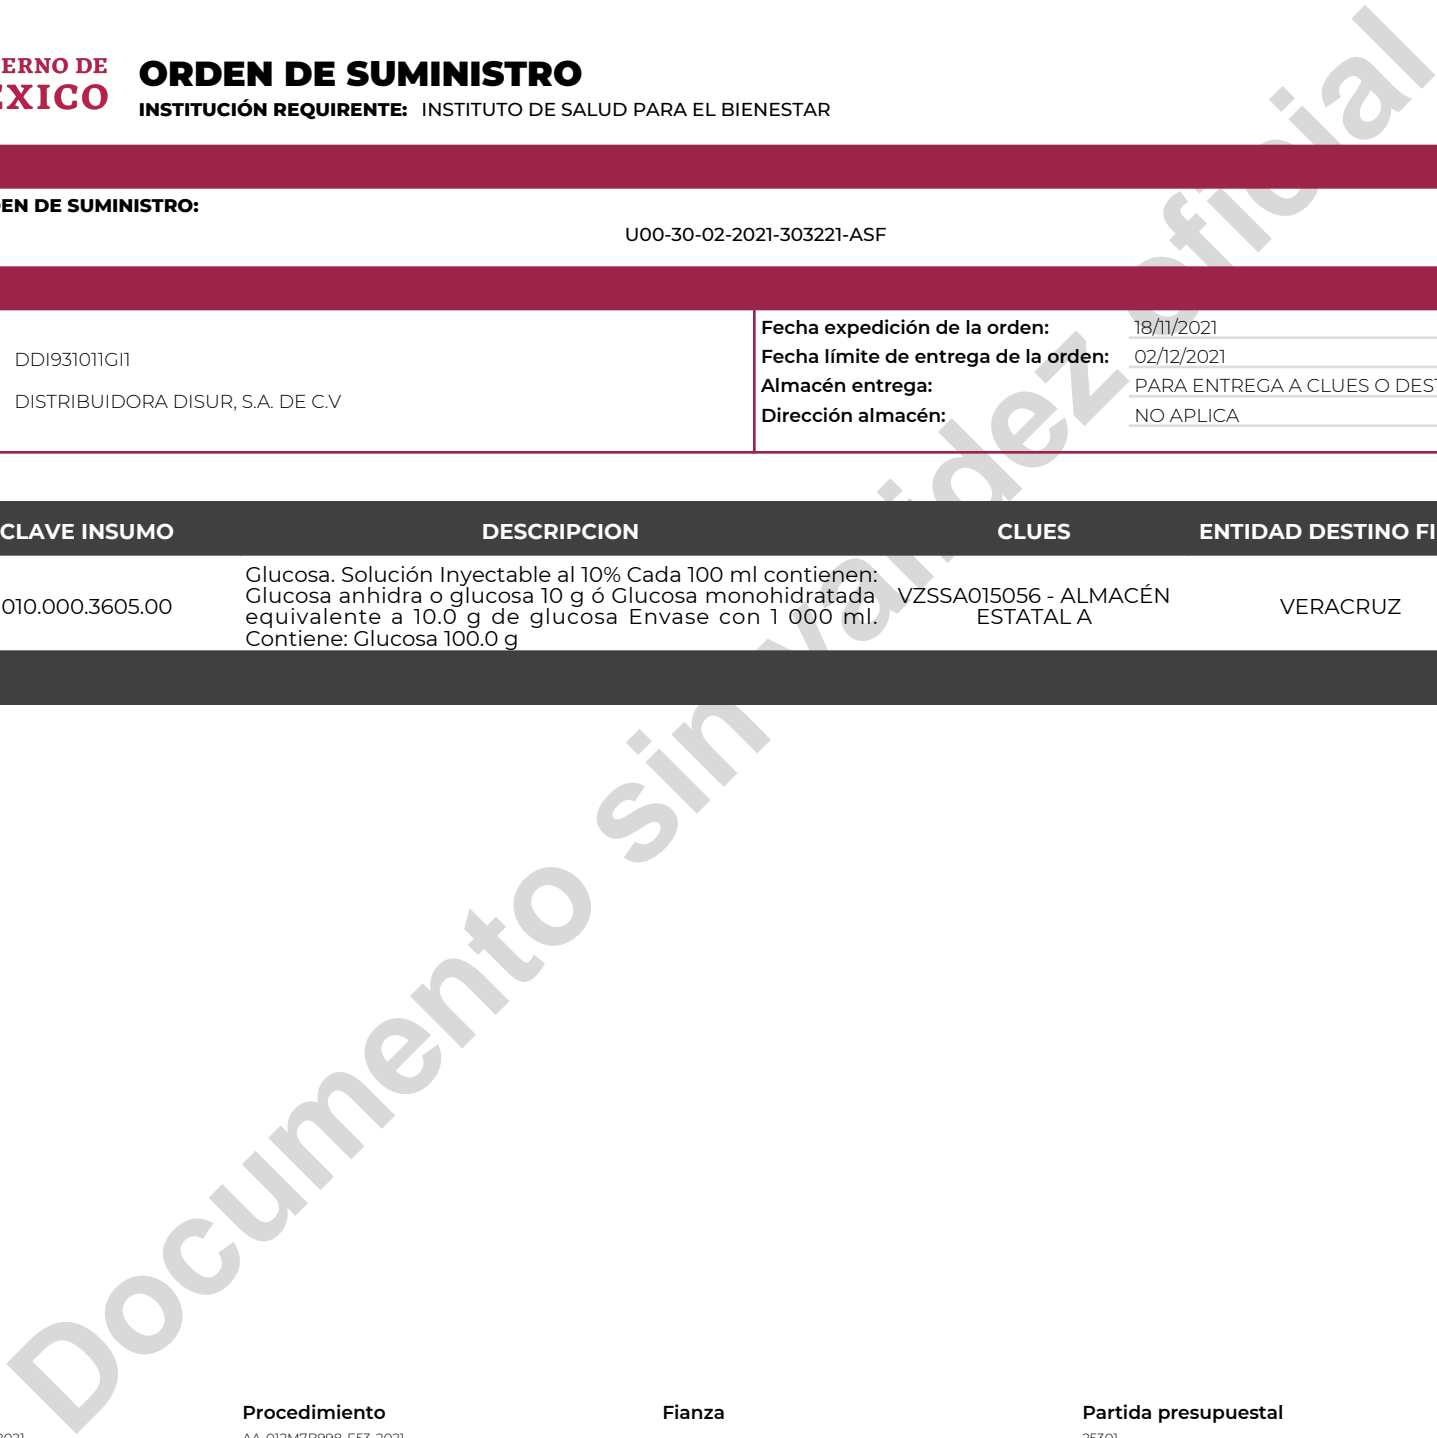 ERNO DE
EXICO
ORDEN DE SUMINISTRO
INSTITUCIÓN REQUIRENTE: INSTITUTO DE SALUD PARA EL BIENESTAR
EN DE SUMINISTRO:
U00-30-02-2021-303221-ASF
DDI931011GI1
DISTRIBUIDORA DISUR, S.A. DE C.V
Fecha expedición de la orden: 18/11/2021
Fecha límite de entrega de la orden: 02/12/2021
Almacén entrega: PARA ENTREGA A CLUES O DEST
Dirección almacén: NO APLICA
CLAVE INSUMO DESCRIPCION CLUES ENTIDAD DESTINO FI
010.000.3605.00
Glucosa. Solución Inyectable al 10% Cada 100 ml contienen:
Glucosa anhidra o glucosa 10 g ó Glucosa monohidratada
equivalente a 10.0 g de glucosa Envase con 1 000 ml.
Contiene: Glucosa 100.0 g
VZSSA015056 - ALMACÉN
ESTATAL A
VERACRUZ
Documento sin validez oficial
Procedimiento Fianza Partida presupuestal